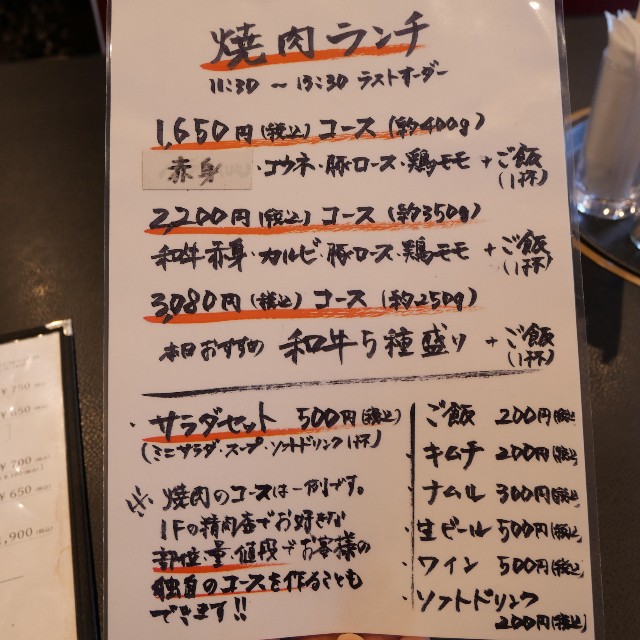 焼肉ランチ
11:30 ～ 13:30 ラストオーダー
1,650円(税込) コース (約400g)
赤身・コウネ・豚ロース・鶏モモ + ご飯
(1杯)
2,200円(税込) コース (約350g)
和牛赤身・カルビ・豚ロース・鶏モモ + ご飯
(1杯)
3,080円(税込) コース (約250g)
本日おすすめ 和牛5種盛り + ご飯
(1杯)
・サラダセット 500円(税込)
(ミニサラダ・スープ・ソフトドリンク1杯)
※ 焼肉のコースは一例です。
1Fの精肉店でお好きな
部位量値段でお客様の
独自のコースを作ることも
できます!!
・ご飯 200円(税込)
・キムチ 200円(税込)
・ナムル 300円(税込)
・生ビール 500円(税込)
・ワイン 500円(税込)
・ソフトドリンク
200円(税込)
¥ 750
650
¥ 700
¥ 650
1,900